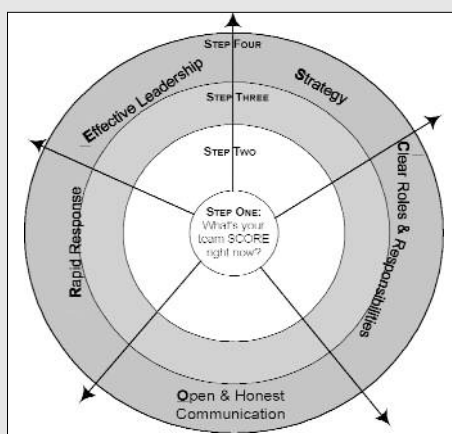 STEP FOUR
Effective Leadership
Strategy
STEP THREE
STEP TWO
Clear Roles & Responsibilities
STEP ONE:
What's your
team SCORE
right now?
Rapid Response
Open & Honest
Communication